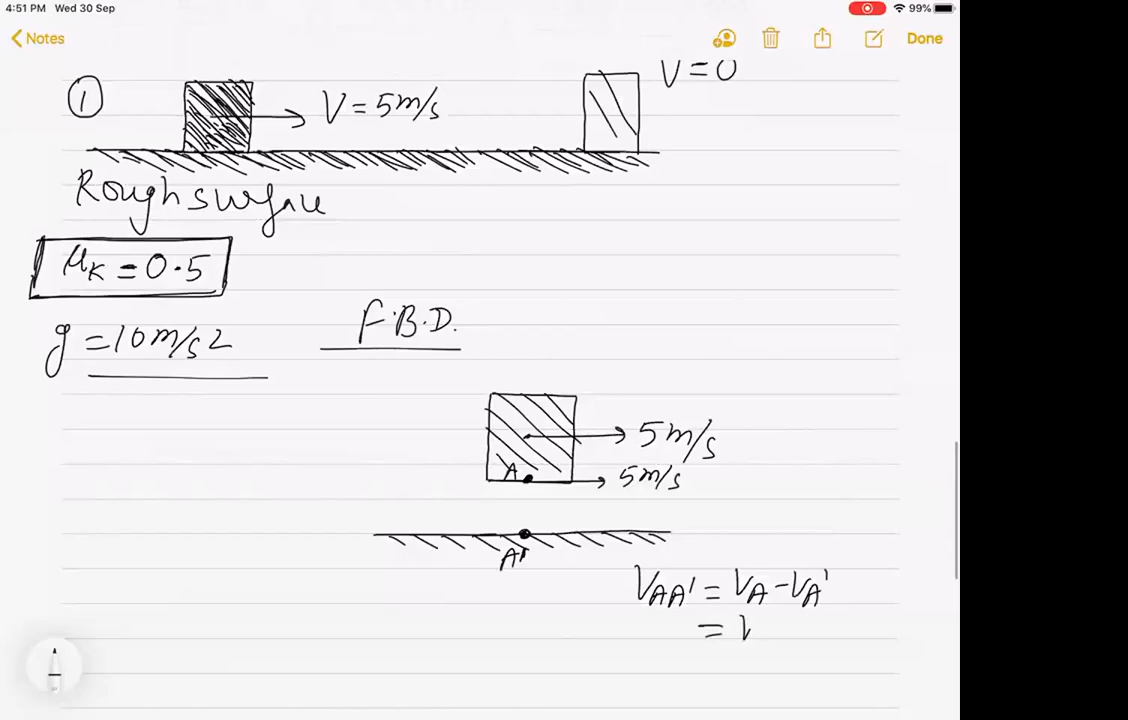 4:51 PM Wed 30 Sep
99%
Notes
Done
1
V = 5m/s
V = 0
Rough surface
μK = 0.5
g = 10m/s2
F.B.D.
5m/s
A
5m/s
A'
VAA' = VA - VA'
= V